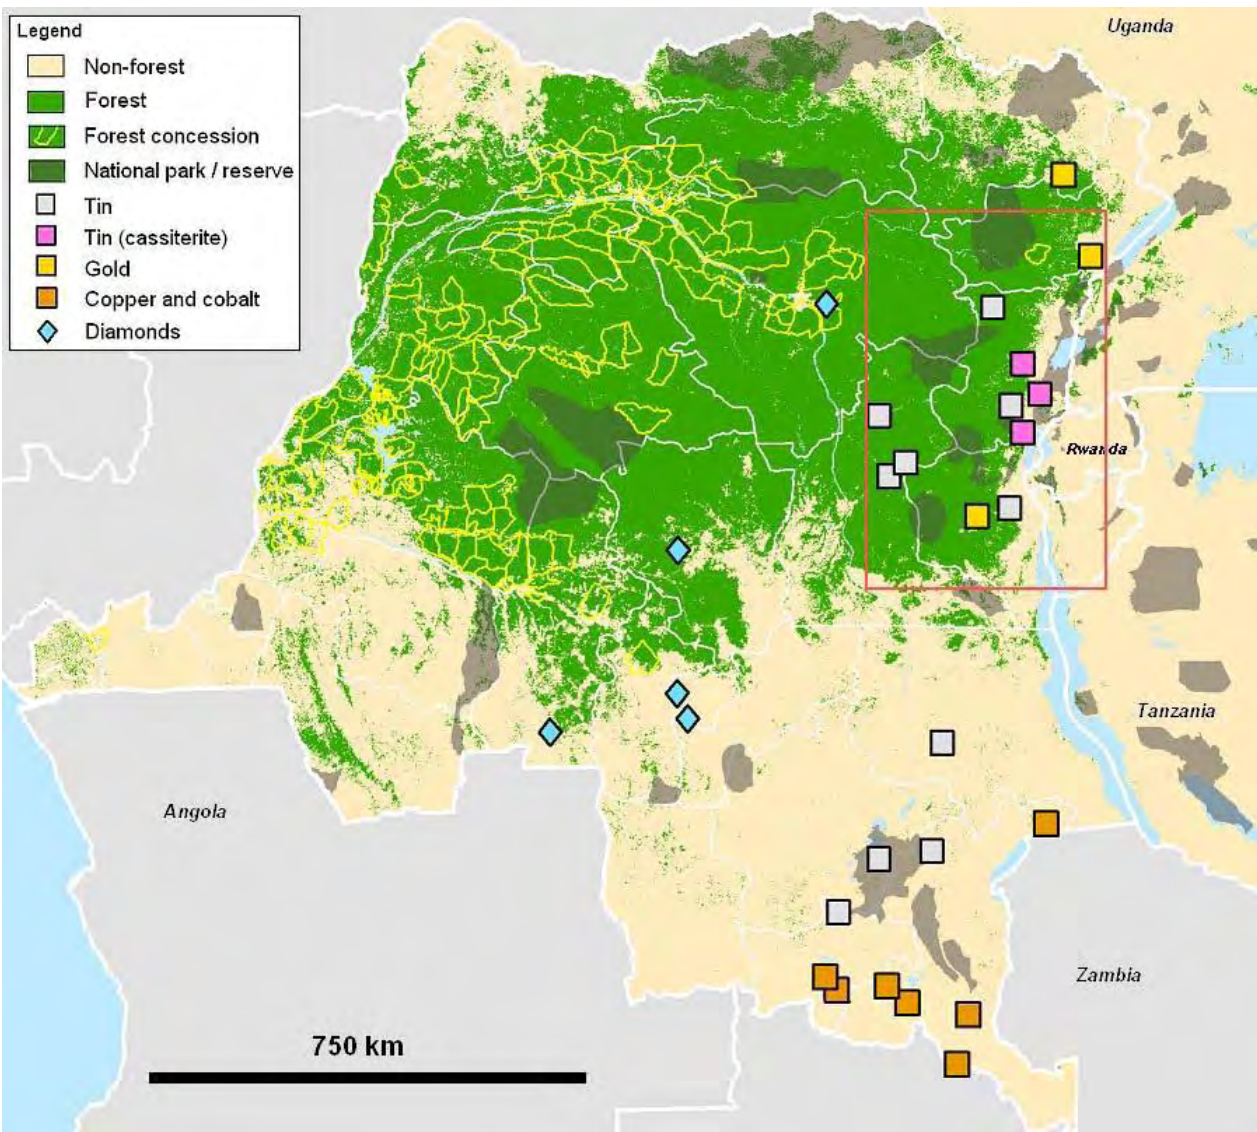 Legend
Non-forest
Forest
Forest concession
National park / reserve
Tin
Tin (cassiterite)
Gold
Copper and cobalt
Diamonds
Uganda
Rwanda
Tanzania
Angola
Zambia
750 km